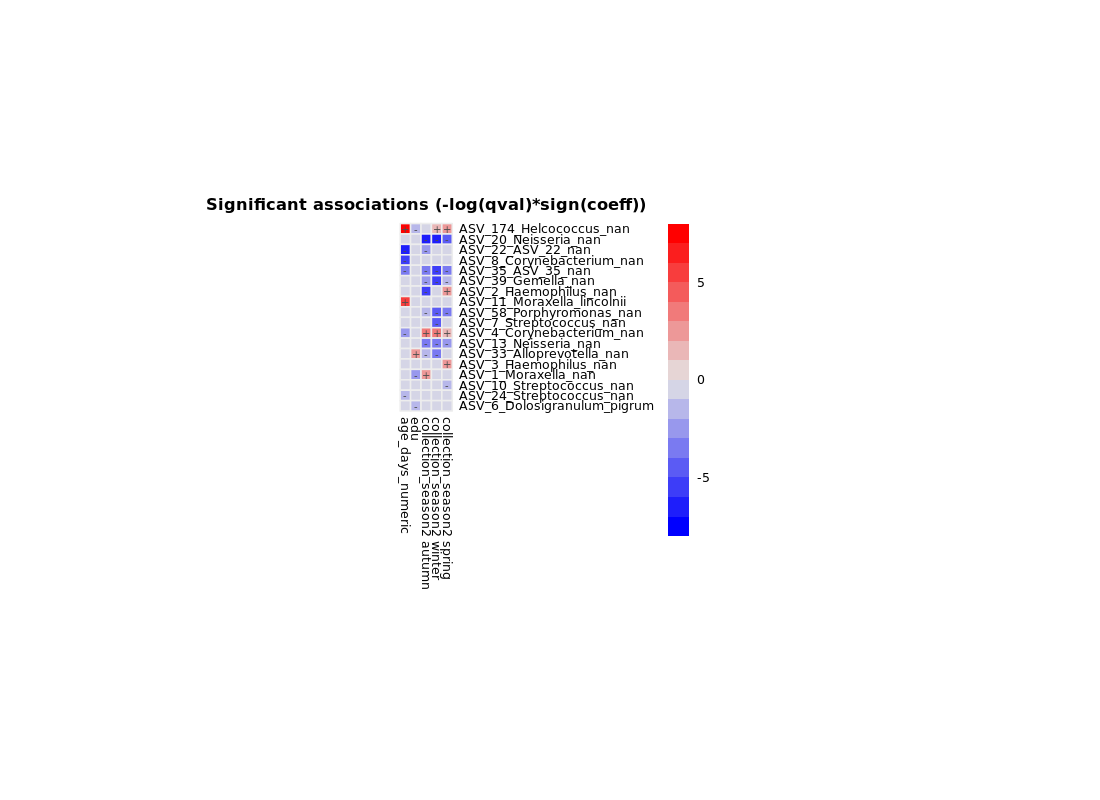 Significant associations (-log(qval)*sign(coeff))
ASV_174_Helcococcus_nan
ASV_20_Neisseria_nan
ASV_22_ASV_22_nan
ASV_8_Corynebacterium_nan
ASV_35_ASV_35_nan
ASV_39_Gemella_nan
ASV_2_Haemophilus_nan
ASV_11_Moraxella_lincolnii
ASV_58_Porphyromonas_nan
ASV_7_Streptococcus_nan
ASV_4_Corynebacterium_nan
ASV_13_Neisseria_nan
ASV_33_Alloprevotella_nan
ASV_3_Haemophilus_nan
ASV_1_Moraxella_nan
ASV_10_Streptococcus_nan
ASV_24_Streptococcus_nan
ASV_6_Dolosigranulum_pigrum
age_days_numeric
edu
collection_season2 autumn
collection_season2 winter
collection_season2 spring
5
0
-5